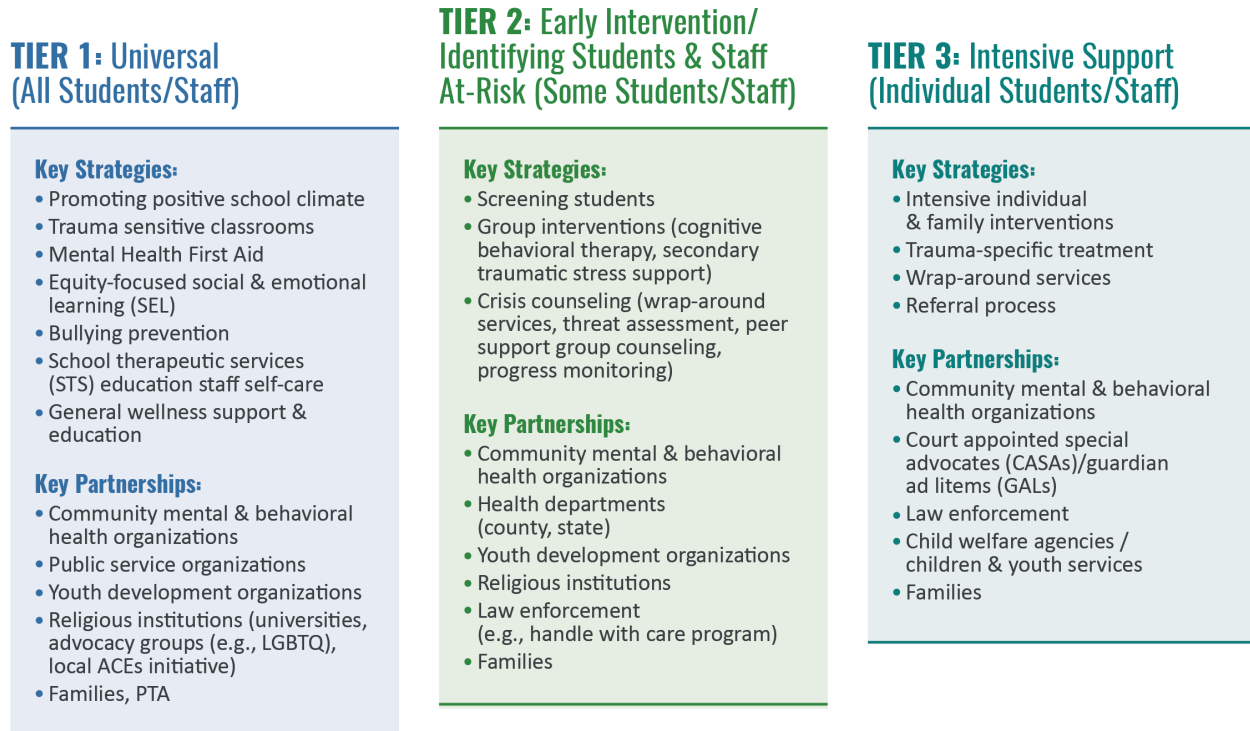 TIER 1: Universal
(All Students/Staff)
Key Strategies:
• Promoting positive school climate
• Trauma sensitive classrooms
• Mental Health First Aid
• Equity-focused social & emotional
learning (SEL)
• Bullying prevention
• School therapeutic services
(STS) education staff self-care
• General wellness support &
education
Key Partnerships:
• Community mental & behavioral
health organizations
• Public service organizations
• Youth development organizations
• Religious institutions (universities,
advocacy groups (e.g., LGBTQ),
local ACEs initiative)
• Families, PTA
TIER 2: Early Intervention/
Identifying Students & Staff
At-Risk (Some Students/Staff)
Key Strategies:
• Screening students
• Group interventions (cognitive
behavioral therapy, secondary
traumatic stress support)
• Crisis counseling (wrap-around
services, threat assessment, peer
support group counseling,
progress monitoring)
Key Partnerships:
• Community mental & behavioral
health organizations
• Health departments
(county, state)
• Youth development organizations
• Religious institutions
• Law enforcement
(e.g., handle with care program)
• Families
TIER 3: Intensive Support
(Individual Students/Staff)
Key Strategies:
• Intensive individual
& family interventions
• Trauma-specific treatment
• Wrap-around services
• Referral process
Key Partnerships:
• Community mental & behavioral
health organizations
• Court appointed special
advocates (CASAs)/guardian
ad litems (GALs)
• Law enforcement
• Child welfare agencies /
children & youth services
• Families